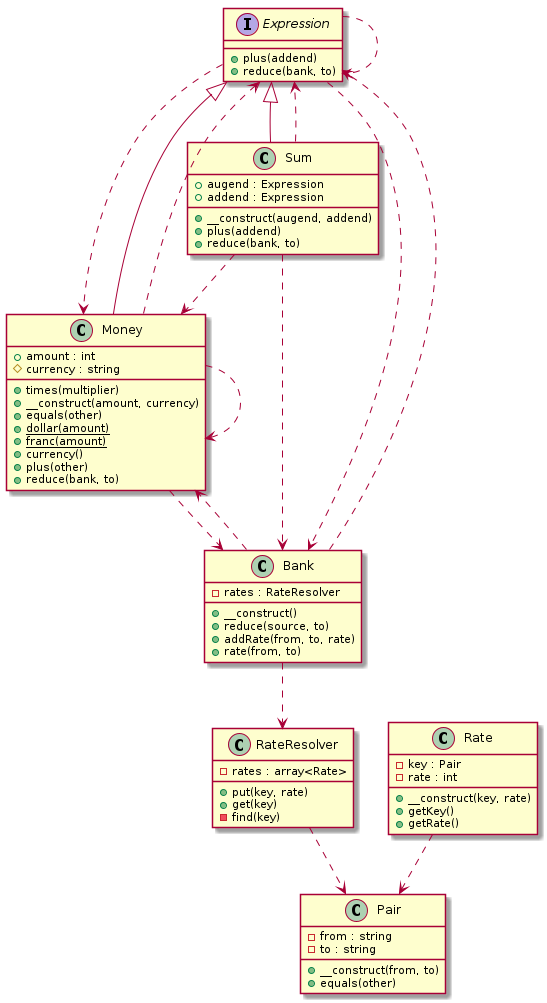 I Expression
plus(addend)
reduce(bank, to)
C Sum
augend : Expression
addend : Expression
__construct(augend, addend)
plus(addend)
reduce(bank, to)
C Money
amount : int
currency : string
times(multiplier)
__construct(amount, currency)
equals(other)
dollar(amount)
franc(amount)
currency()
plus(other)
reduce(bank, to)
C Bank
rates : RateResolver
__construct()
reduce(source, to)
addRate(from, to, rate)
rate(from, to)
C RateResolver
rates : array<Rate>
put(key, rate)
get(key)
find(key)
C Rate
key : Pair
rate : int
__construct(key, rate)
getKey()
getRate()
C Pair
from : string
to : string
__construct(from, to)
equals(other)